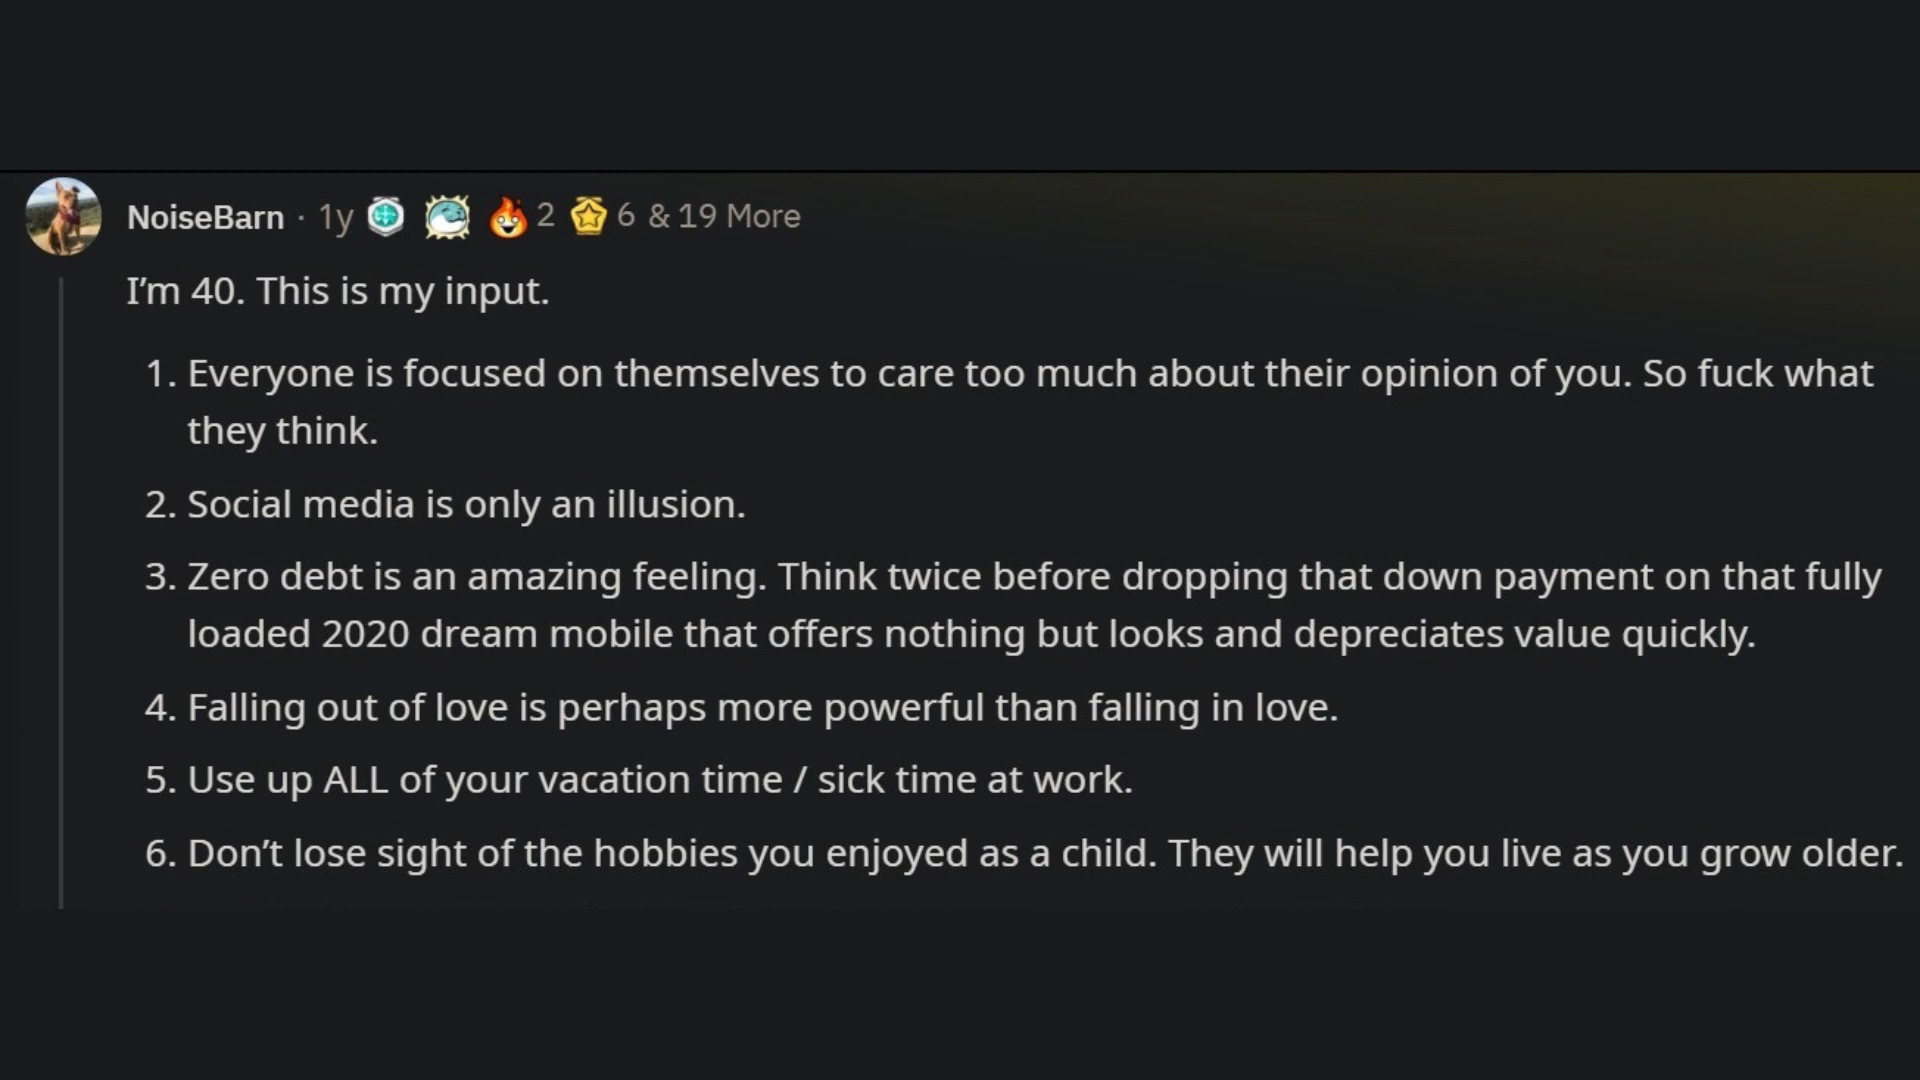 NoiseBarn · 1y 2 6 & 19 More
I'm 40. This is my input.
1. Everyone is focused on themselves to care too much about their opinion of you. So fuck what
they think.
2. Social media is only an illusion.
3. Zero debt is an amazing feeling. Think twice before dropping that down payment on that fully
loaded 2020 dream mobile that offers nothing but looks and depreciates value quickly.
4. Falling out of love is perhaps more powerful than falling in love.
5. Use up ALL of your vacation time / sick time at work.
6. Don't lose sight of the hobbies you enjoyed as a child. They will help you live as you grow older.